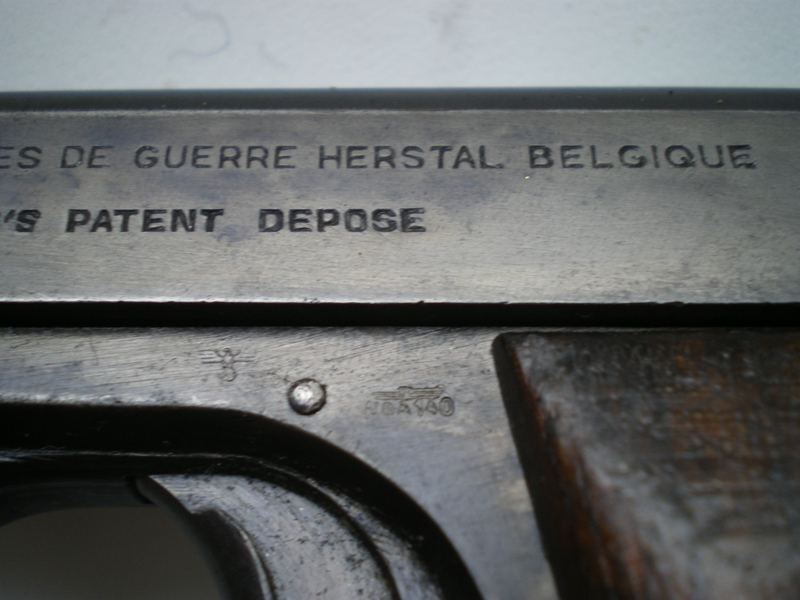 ES DE GUERRE HERSTAL BELGIQUE
'S PATENT DEPOSE